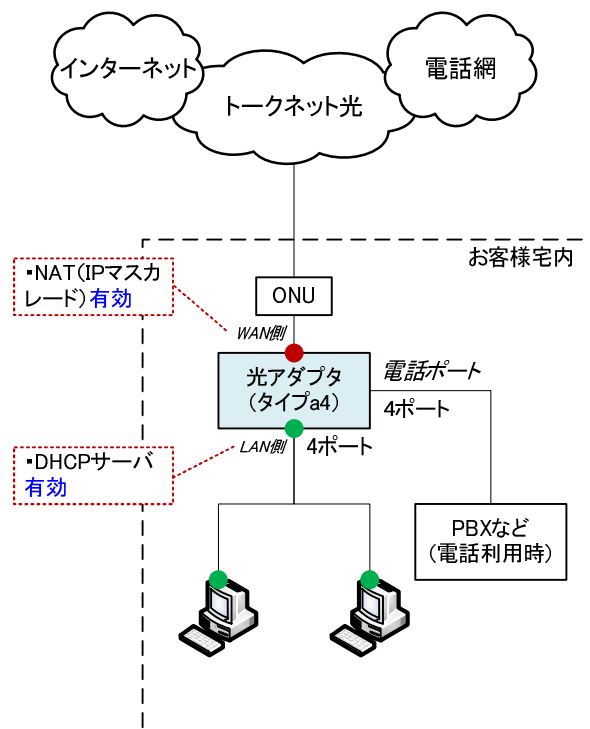 インターネット
電話網
トークネット光
お客様宅内
・NAT(IPマスカ
レード)有効
ONU
WAN側
光アダプタ
(タイプa4)
電話ポート
4ポート
・DHCPサーバ
有効
LAN側
4ポート
PBXなど
(電話利用時)